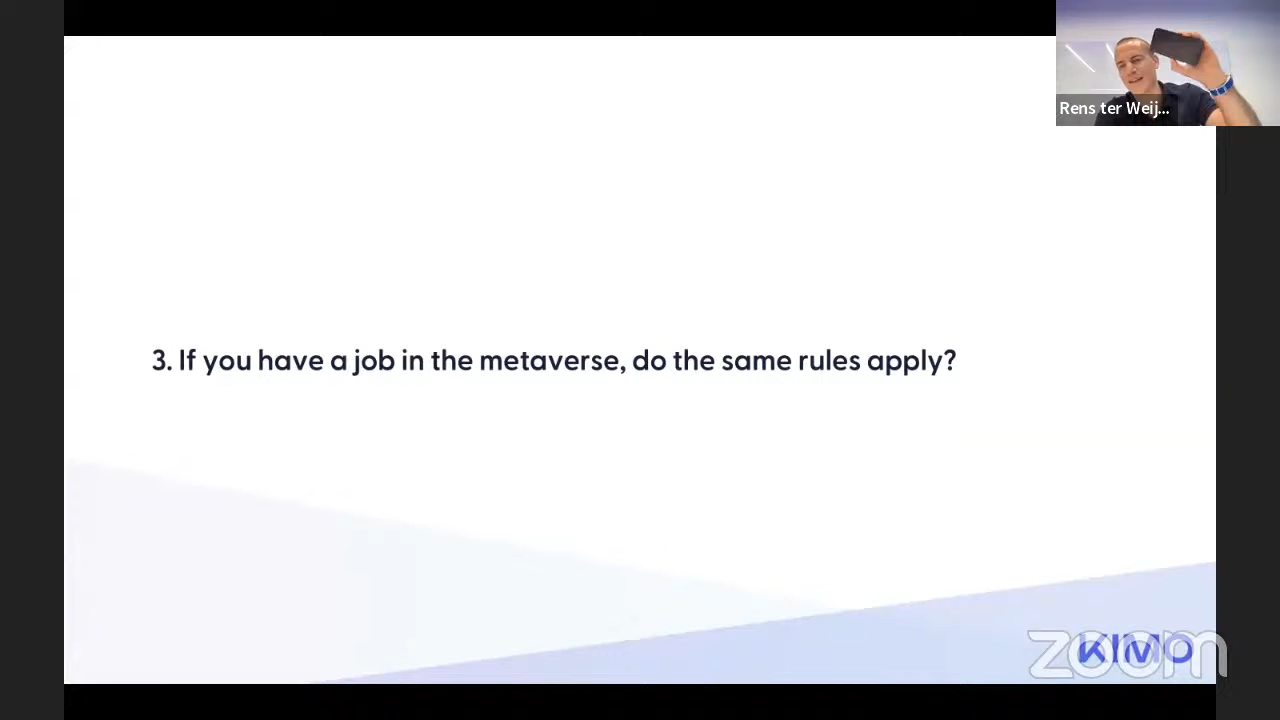 Rens ter Weij...
3. If you have a job in the metaverse, do the same rules apply?
zoom
KIMO